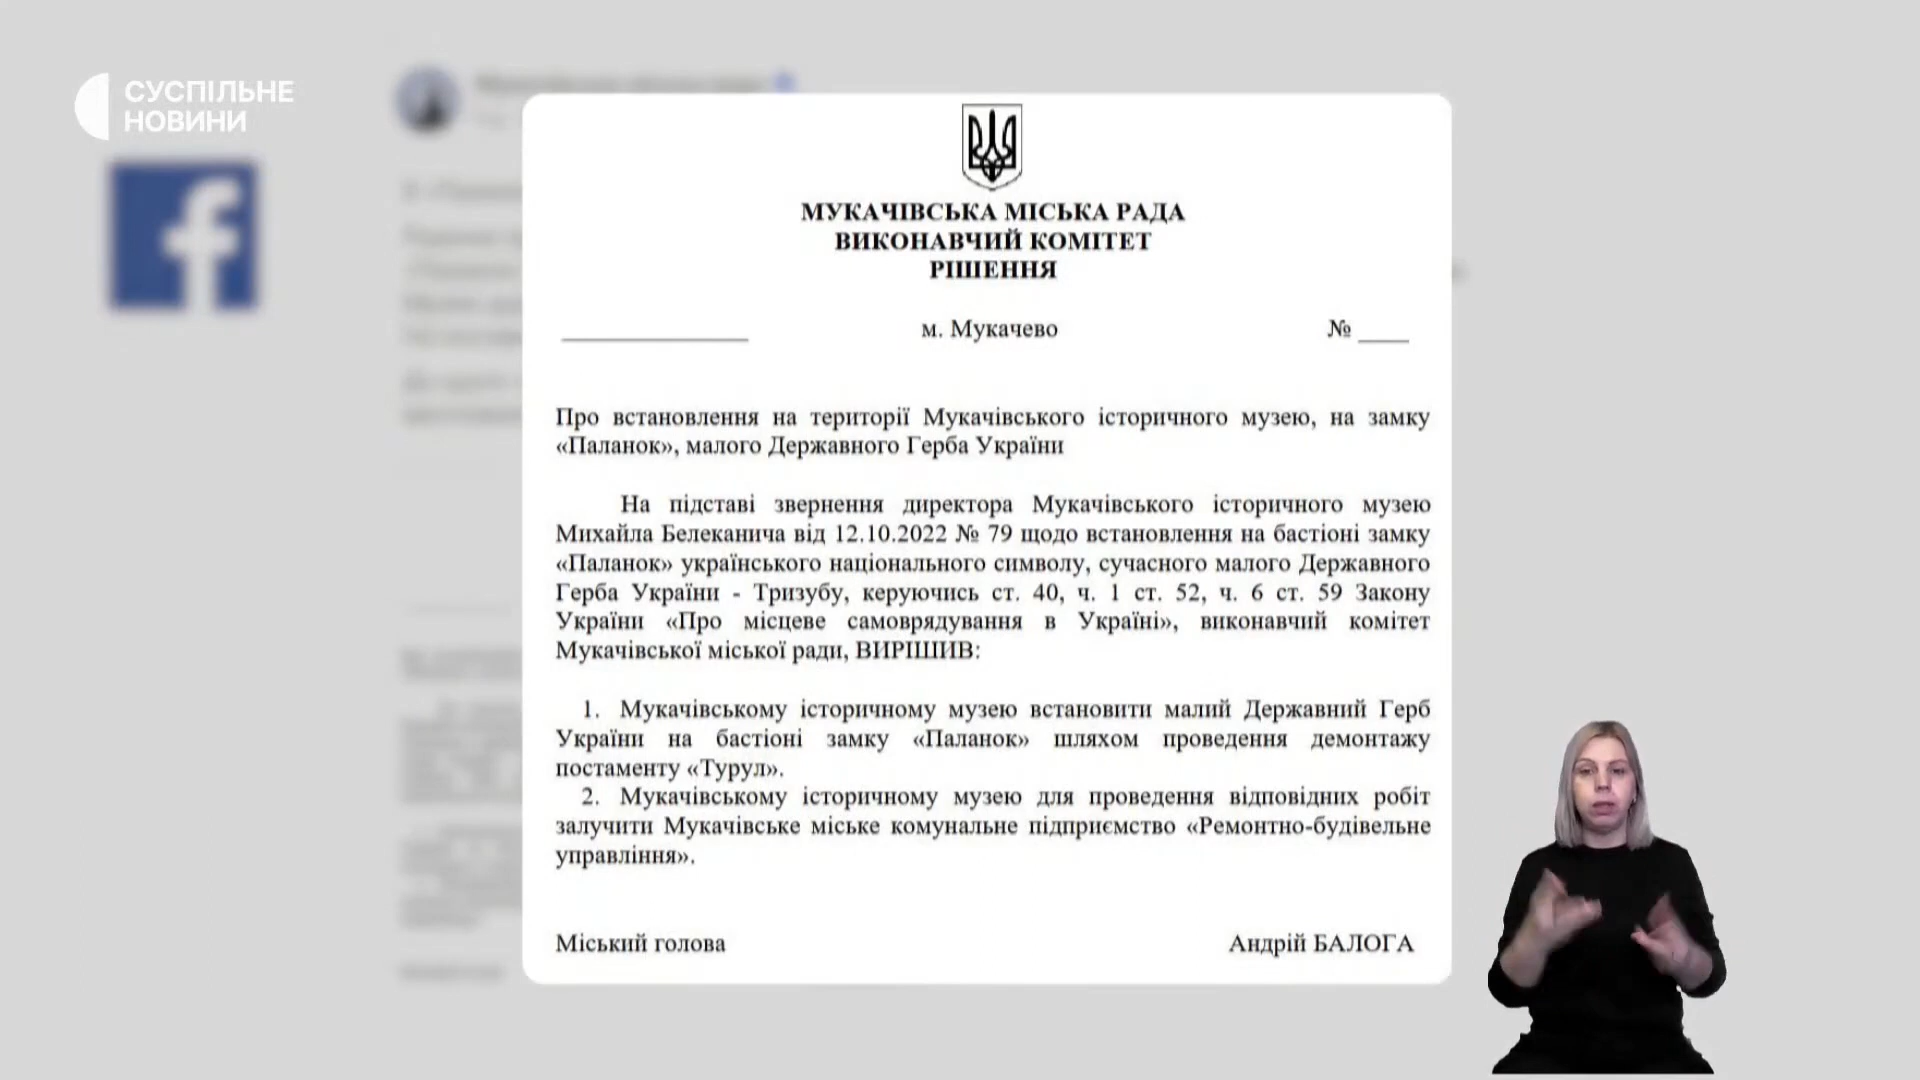 СУСПІЛЬНЕ
НОВИНИ
МУКАЧІВСЬКА МІСЬКА РАДА
ВИКОНАВЧИЙ КОМІТЕТ
РІШЕННЯ
м. Мукачево
№ ____
Про встановлення на території Мукачівського історичного музею, на замку
«Паланок», малого Державного Герба України
На підставі звернення директора Мукачівського історичного музею
Михайла Белеканича від 12.10.2022 № 79 щодо встановлення на бастіоні замку
«Паланок» українського національного символу, сучасного малого Державного
Герба України - Тризубу, керуючись ст. 40, ч. 1 ст. 52, ч. 6 ст. 59 Закону
України «Про місцеве самоврядування в Україні», виконавчий комітет
Мукачівської міської ради, ВИРІШИВ:
1. Мукачівському історичному музею встановити малий Державний Герб
України на бастіоні замку «Паланок» шляхом проведення демонтажу
постаменту «Турул».
2. Мукачівському історичному музею для проведення відповідних робіт
залучити Мукачівське міське комунальне підприємство «Ремонтно-будівельне
управління».
Міський голова
Андрій БАЛОГА